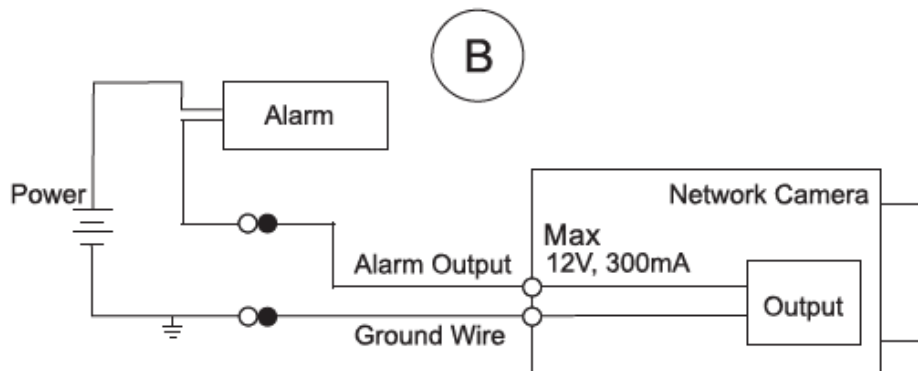 B
Alarm
Power
Network Camera
Max
12V, 300mA
Alarm Output
Output
Ground Wire